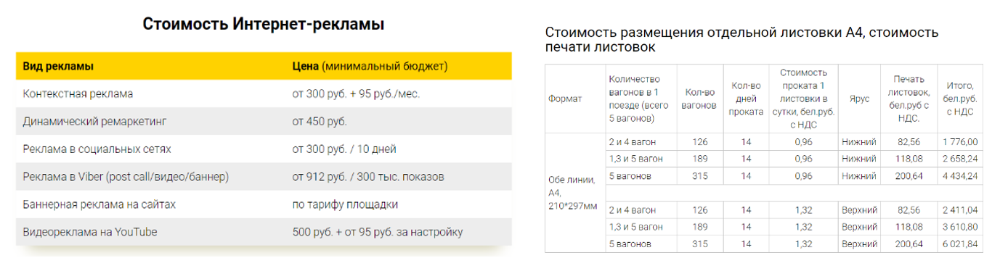 Стоимость Интернет-рекламы
Вид рекламы Цена (минимальный бюджет)
Контекстная реклама от 300 руб. + 95 руб./мес.
Динамический ремаркетинг от 450 руб.
Реклама в социальных сетях от 300 руб. / 10 дней
Реклама в Viber (post call/видео/баннер) от 912 руб. / 300 тыс. показов
Баннерная реклама на сайтах по тарифу площадки
Видеореклама на YouTube 500 руб. + от 95 руб. за настройку
Стоимость размещения отдельной листовки А4, стоимость
печати листовок
Формат
Количество
вагонов в 1
поезде (всего
5 вагонов)
Кол-во
вагонов
Кол-во
дней
проката
Стоимость
проката 1
листовки в
сутки, бел.руб.
с НДС
Ярус
Печать
листовок,
бел.руб с
НДС.
Итого,
бел.руб.
с НДС
Обе линии,
А4,
210*297мм
2 и 4 вагон 126 14 0,96 Нижний 82,56 1 776,00
1,3 и 5 вагон 189 14 0,96 Нижний 118,08 2 658,24
5 вагонов 315 14 0,96 Нижний 200,64 4 434,24
2 и 4 вагон 126 14 1,32 Верхний 82,56 2 411,04
1,3 и 5 вагон 189 14 1,32 Верхний 118,08 3 610,80
5 вагонов 315 14 1,32 Верхний 200,64 6 021,84